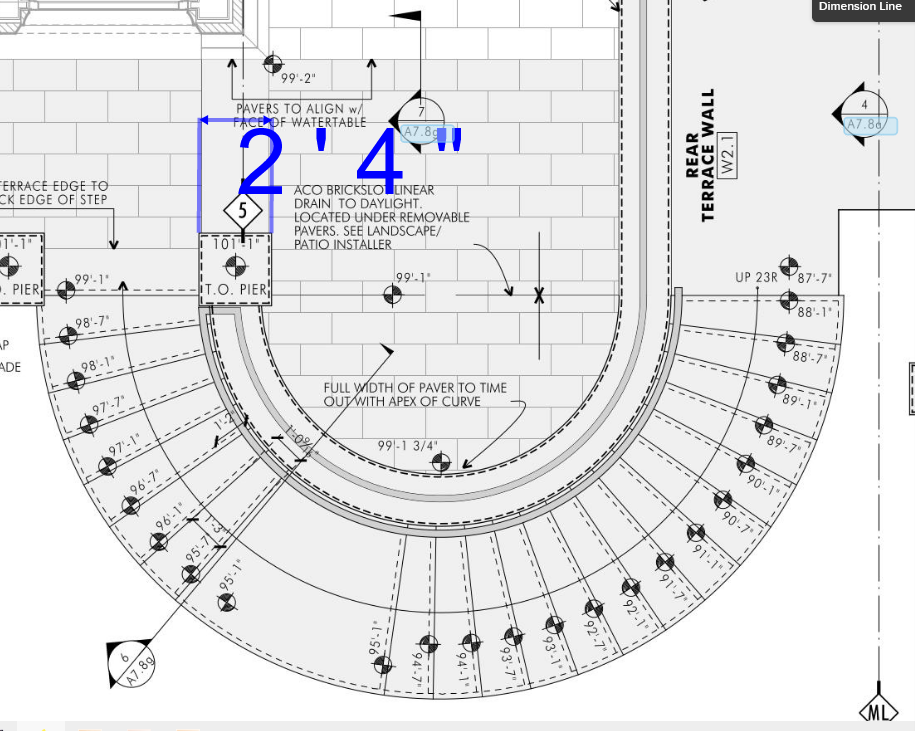 Dimension Line
99'-2"
PAVERS TO ALIGN w/
FACE OF WATERTABLE
7
A7.8g
4
A7.8a
2'4"
REAR
TERRACE WALL
W2.1
TERRACE EDGE TO
CK EDGE OF STEP
ACO BRICKSLOT LINEAR
DRAIN TO DAYLIGHT.
LOCATED UNDER REMOVABLE
PAVERS. SEE LANDSCAPE/
PATIO INSTALLER
5
01'-1"
101'-1"
O. PIER
T.O. PIER
99'-1"
99'-1"
UP 23R
87'-7"
88'-1"
98'-7"
88'-7"
AP
ADE
98'-1"
89'-1"
FULL WIDTH OF PAVER TO TIME
OUT WITH APEX OF CURVE
97'-7"
1'-2"
89'-7"
97'-1"
99'-1 3/4"
90'-1"
96'-7"
90'-7"
96'-1"
1'-3"
91'-1"
95'-7"
91'-7"
95'-1"
92'-1"
92'-7"
93'-1"
93'-7"
94'-1"
94'-7"
95'-1"
6
A7.8g
ML